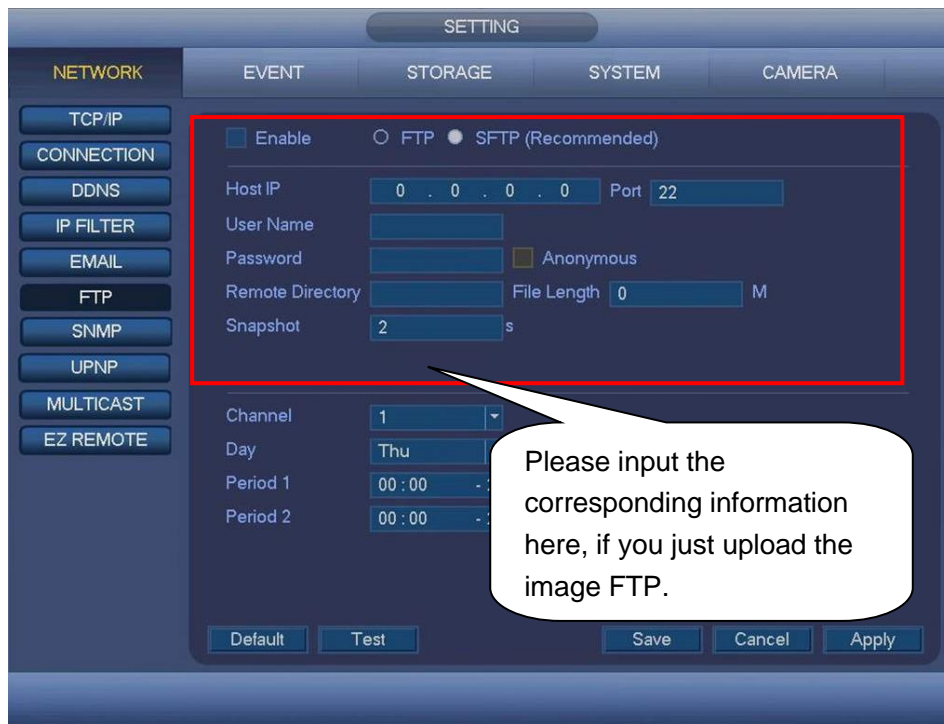 SETTING
NETWORK EVENT STORAGE SYSTEM CAMERA
TCP/IP
CONNECTION
DDNS
IP FILTER
EMAIL
FTP
SNMP
UPNP
MULTICAST
EZ REMOTE
Enable FTP SFTP (Recommended)
Host IP 0 . 0 . 0 . 0 Port 22
User Name
Password Anonymous
Remote Directory File Length 0 M
Snapshot 2 s
Channel 1
Day Thu
Period 1 00:00 -
Period 2 00:00 -
Please input the
corresponding information
here, if you just upload the
image FTP.
Default Test Save Cancel Apply